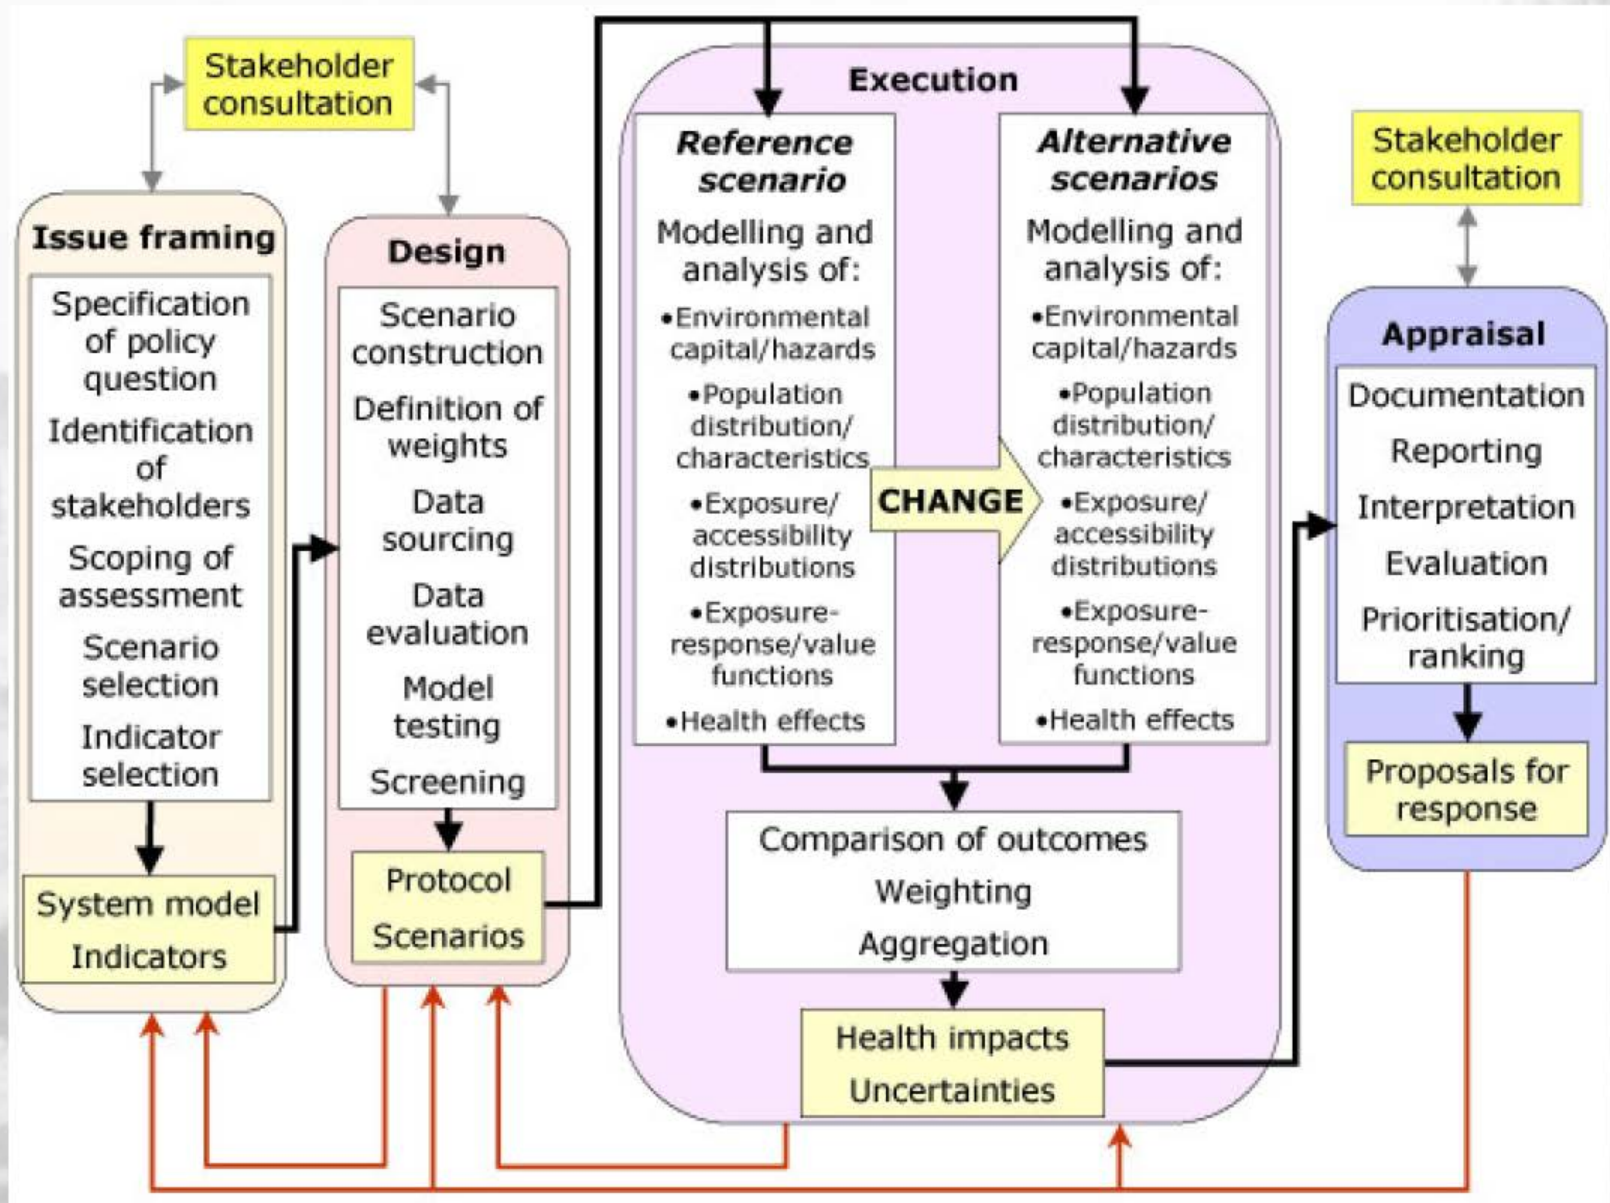 Stakeholder
consultation
Issue framing
Specification
of policy
question
Identification
of
stakeholders
Scoping of
assessment
Scenario
selection
Indicator
selection
System model
Indicators
Design
Scenario
construction
Definition of
weights
Data
sourcing
Data
evaluation
Model
testing
Screening
Protocol
Scenarios
Execution
Reference
scenario
Modelling and
analysis of:
•Environmental
capital/hazards
•Population
distribution/
characteristics
•Exposure/
accessibility
distributions
•Exposure-
response/value
functions
•Health effects
CHANGE
Alternative
scenarios
Modelling and
analysis of:
•Environmental
capital/hazards
•Population
distribution/
characteristics
•Exposure/
accessibility
distributions
•Exposure-
response/value
functions
•Health effects
Comparison of outcomes
Weighting
Aggregation
Health impacts
Uncertainties
Stakeholder
consultation
Appraisal
Documentation
Reporting
Interpretation
Evaluation
Prioritisation/
ranking
Proposals for
response